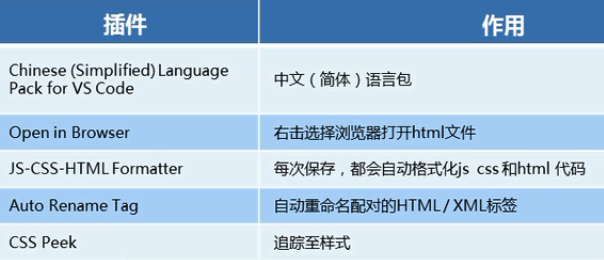 插件 作用
Chinese (Simplified) Language
Pack for VS Code
中文（简体）语言包
Open in Browser 右击选择浏览器打开html文件
JS-CSS-HTML Formatter 每次保存，都会自动格式化js css和html 代码
Auto Rename Tag 自动重命名配对的HTML / XML标签
CSS Peek 追踪至样式